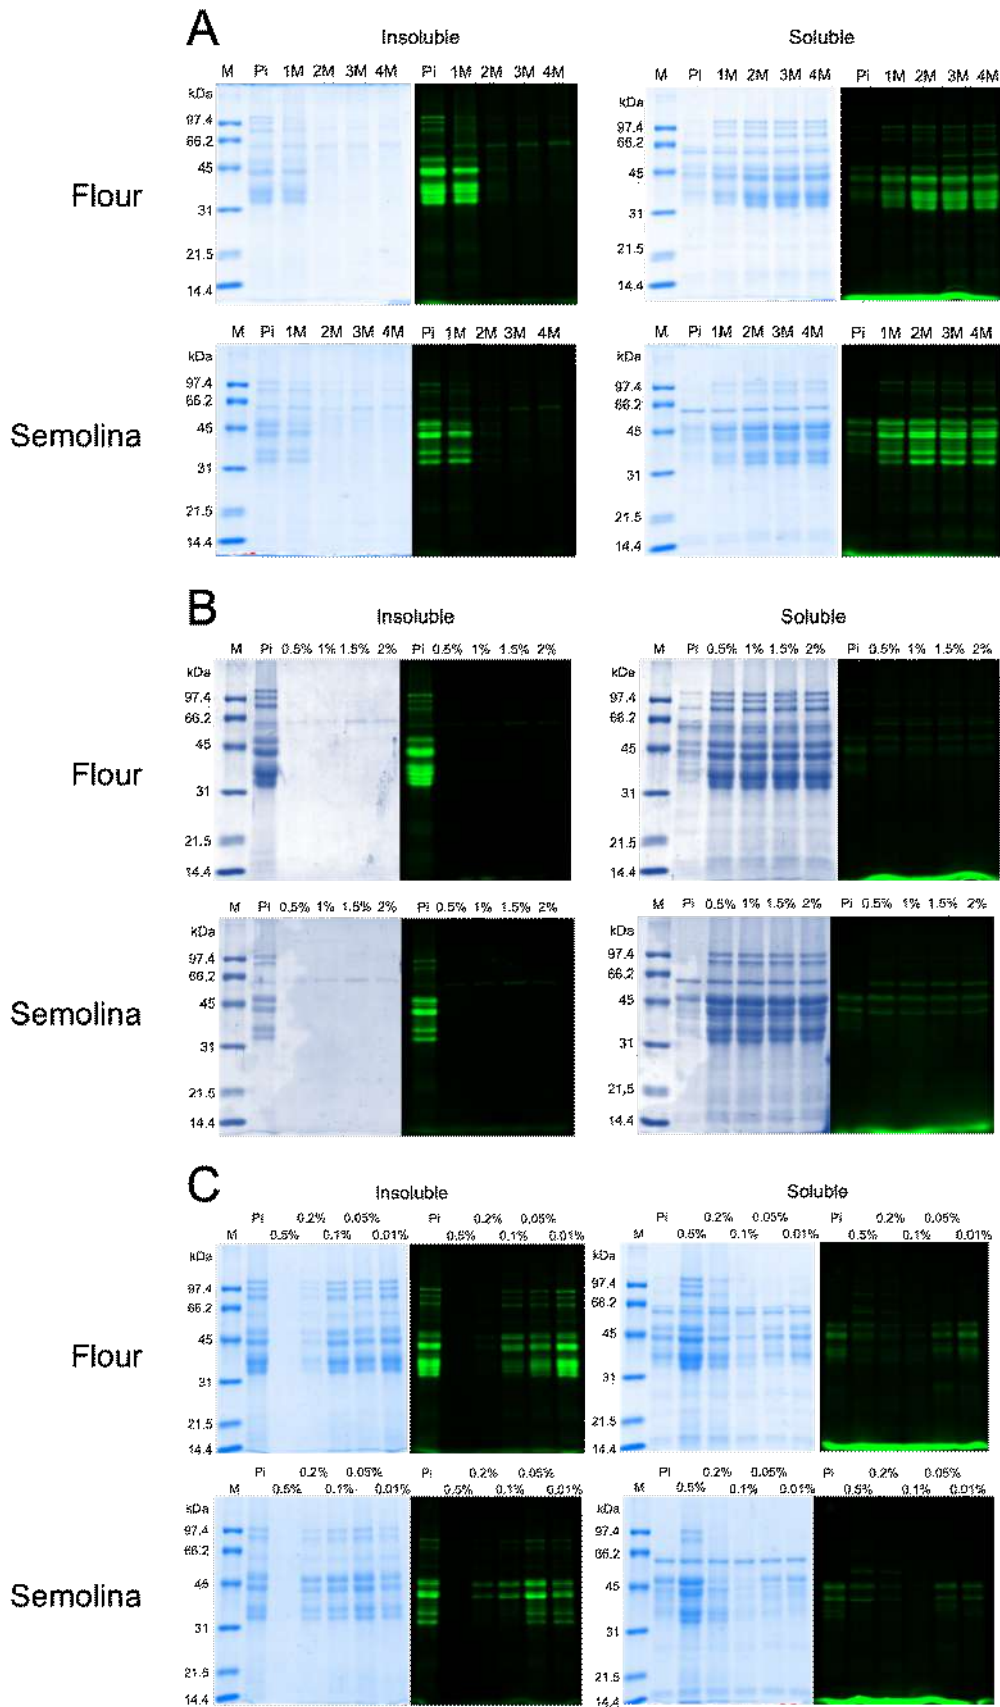 A
Insoluble Soluble
M Pi 1M 2M 3M 4M Pi 1M 2M 3M 4M M Pi 1M 2M 3M 4M Pi 1M 2M 3M 4M
kDa kDa
97.4 97.4
66.2 66.2
45 45
Flour
31 31
21.5 21.5
14.4 14.4
M Pi 1M 2M 3M 4M Pi 1M 2M 3M 4M M Pi 1M 2M 3M 4M Pi 1M 2M 3M 4M
kDa kDa
97.4 97.4
66.2 66.2
45 45
Semolina
31 31
21.5 21.5
14.4 14.4
B
Insoluble Soluble
M Pi 0.5% 1% 1.5% 2% Pi 0.5% 1% 1.5% 2% M Pi 0.5% 1% 1.5% 2% Pi 0.5% 1% 1.5% 2%
kDa kDa
97.4 97.4
66.2 66.2
45 45
Flour
31 31
21.5 21.5
14.4 14.4
M Pi 0.5% 1% 1.5% 2% Pi 0.5% 1% 1.5% 2% M Pi 0.5% 1% 1.5% 2% Pi 0.5% 1% 1.5% 2%
kDa kDa
97.4 97.4
66.2 66.2
45 45
Semolina
31 31
21.5 21.5
14.4 14.4
C
Insoluble Soluble
Pi 0.2% 0.05% Pi 0.2% 0.05% Pi 0.2% 0.05% Pi 0.2% 0.05%
M 0.5% 0.1% 0.01% 0.5% 0.1% 0.01% M 0.5% 0.1% 0.01% 0.5% 0.1% 0.01%
kDa kDa
97.4 97.4
66.2 66.2
45 45
Flour
31 31
21.5 21.5
14.4 14.4
Pi 0.2% 0.05% Pi 0.2% 0.05% Pi 0.2% 0.05% Pi 0.2% 0.05%
M 0.5% 0.1% 0.01% 0.5% 0.1% 0.01% M 0.5% 0.1% 0.01% 0.5% 0.1% 0.01%
kDa kDa
97.4 97.4
66.2 66.2
45 45
Semolina
31 31
21.5 21.5
14.4 14.4